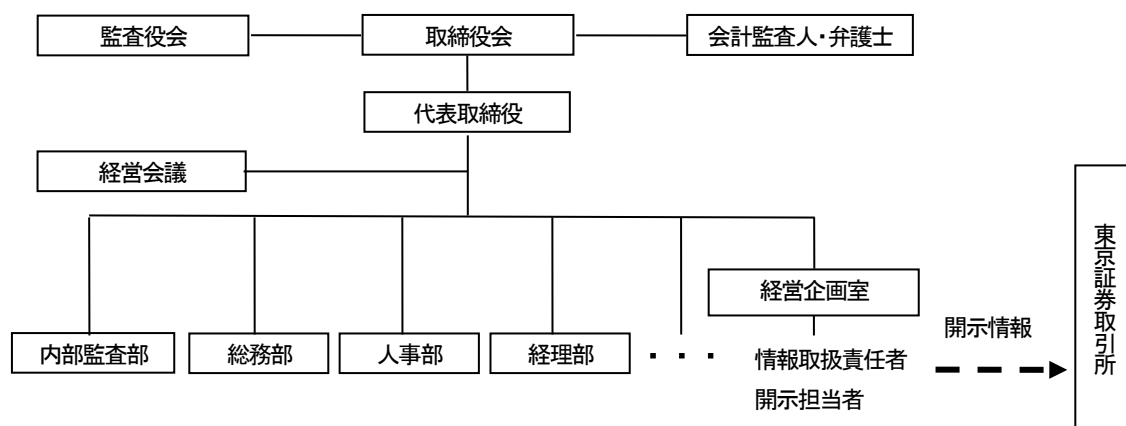 監査役会
取締役会
会計監査人・弁護士
代表取締役
経営会議
経営企画室
内部監査部
総務部
人事部
経理部
・・・
情報取扱責任者
開示担当者
開示情報
東京証券取引所